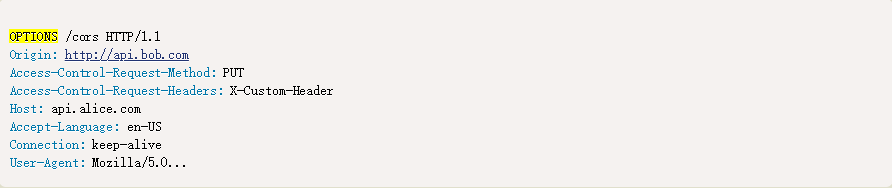 OPTIONS /cors HTTP/1.1
Origin: http://api.bob.com
Access-Control-Request-Method: PUT
Access-Control-Request-Headers: X-Custom-Header
Host: api.alice.com
Accept-Language: en-US
Connection: keep-alive
User-Agent: Mozilla/5.0...